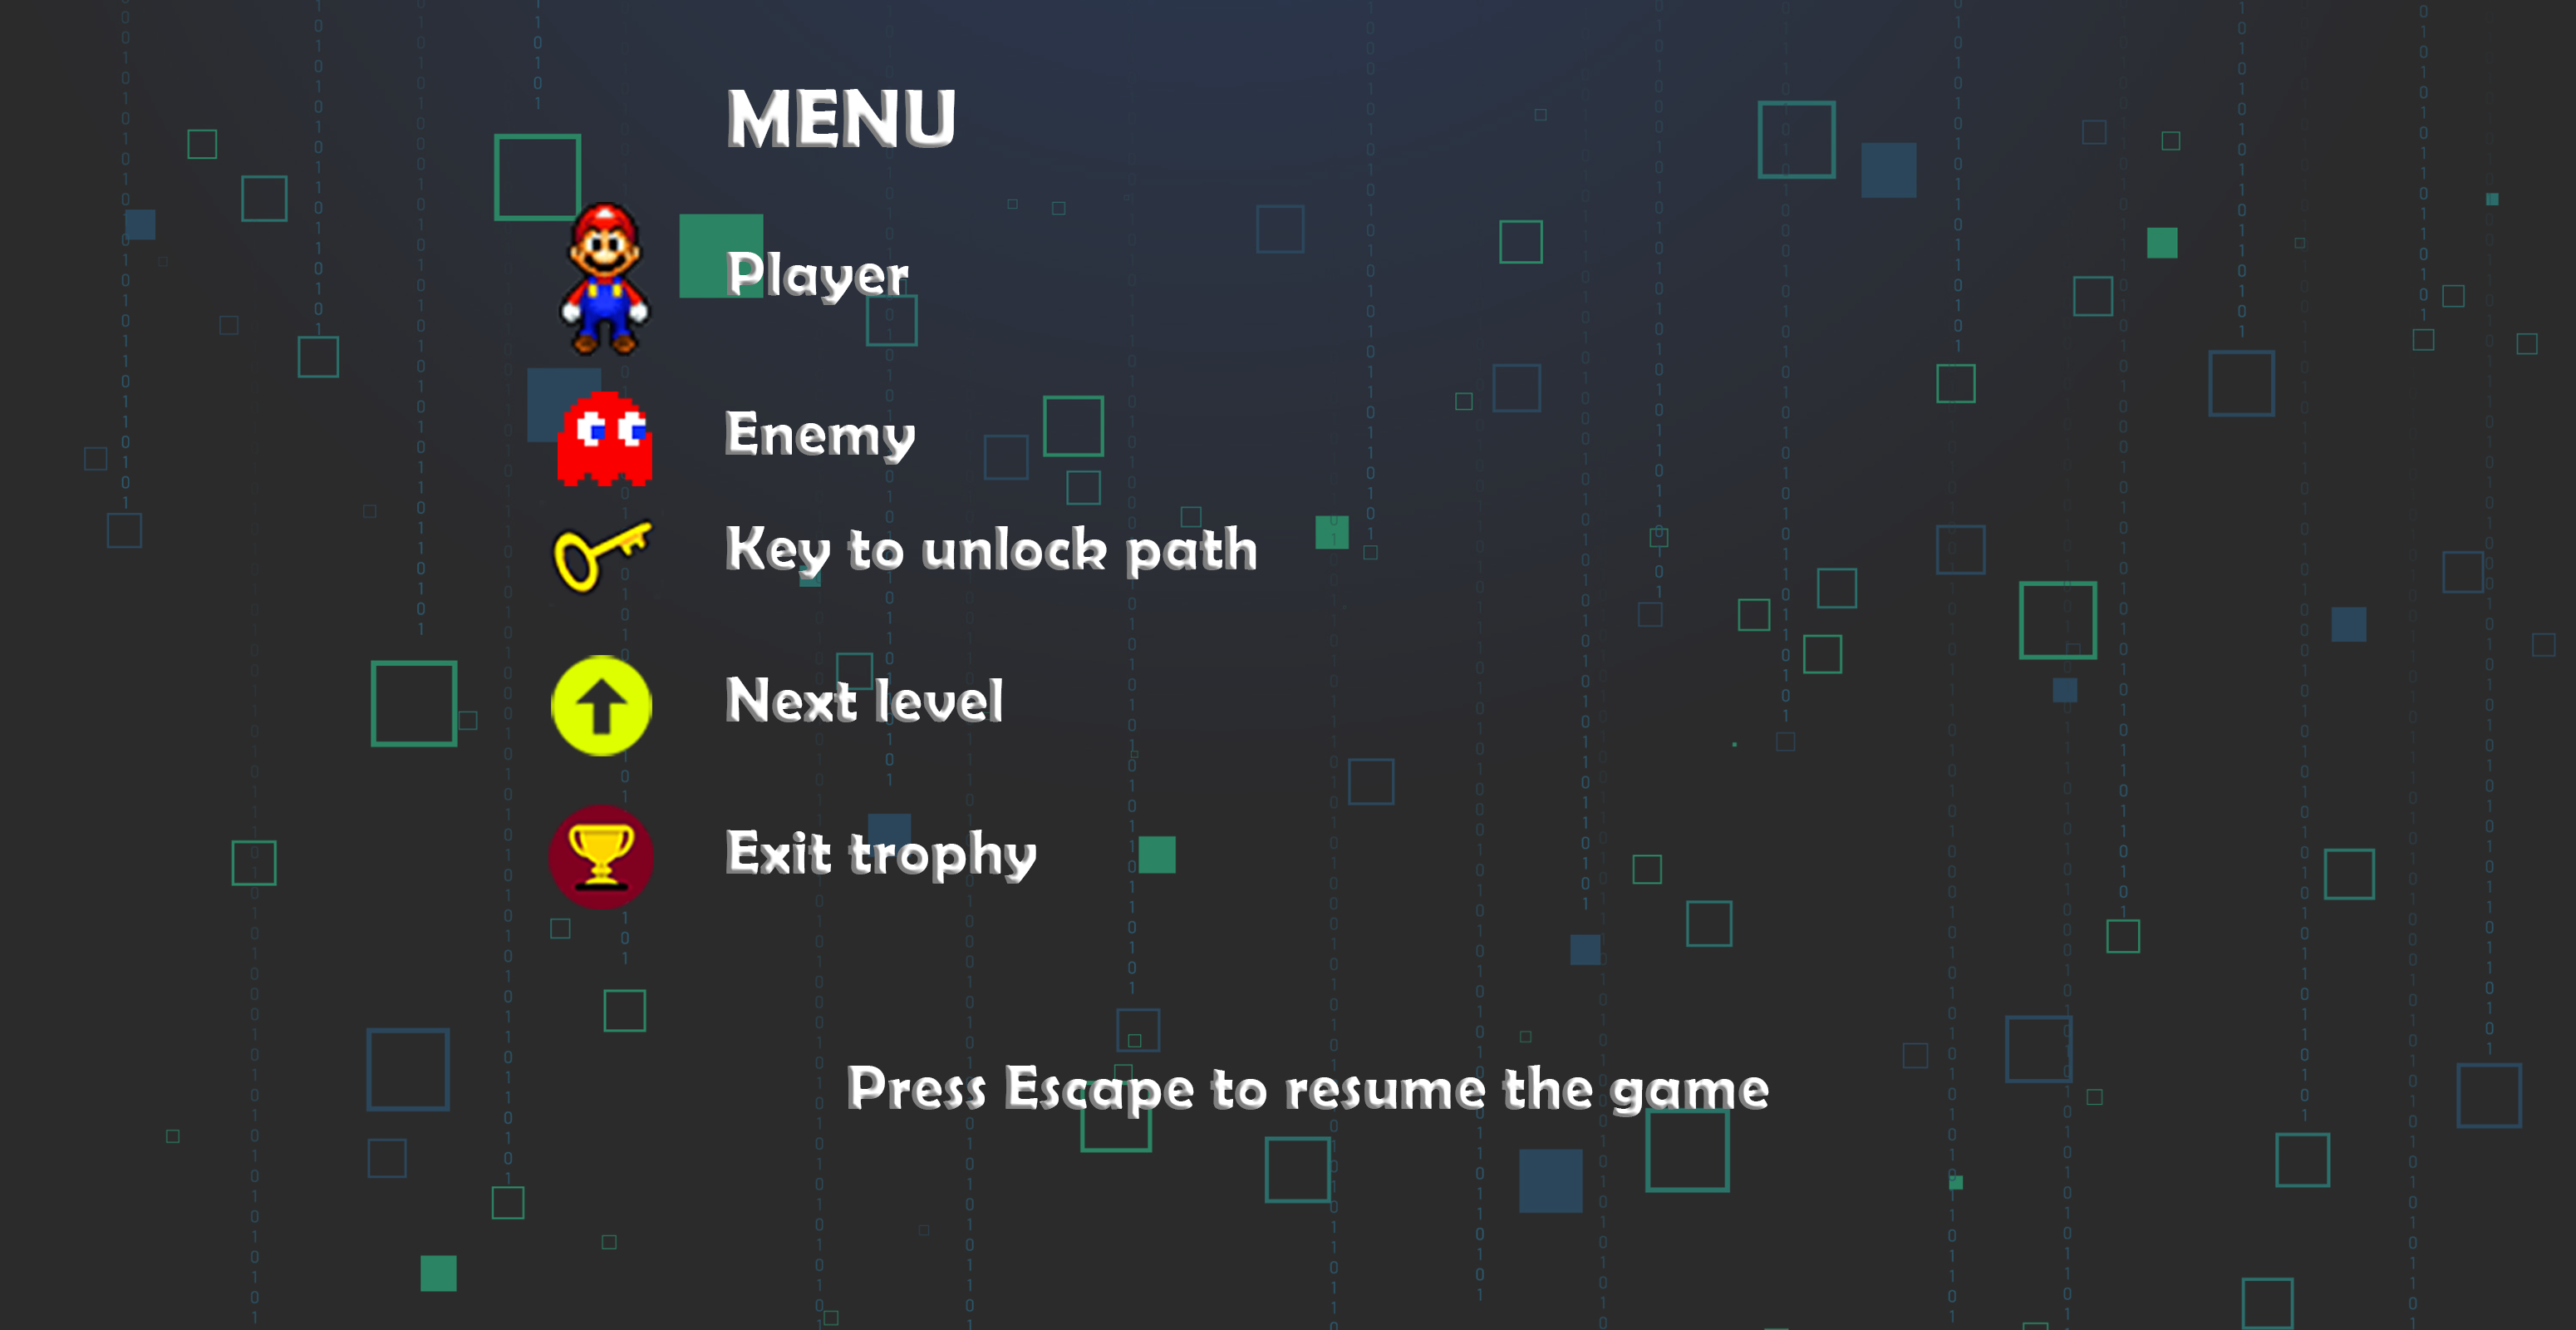 MENU
Player
Enemy
Key to unlock path
Next level
Exit trophy
Press Escape to resume the game